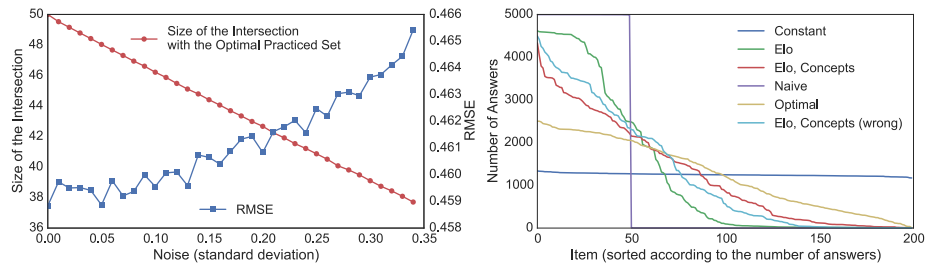 Size of the Intersection
50
48
46
44
42
40
38
36
Size of the Intersection
with the Optimal Practiced Set
RMSE
0.00 0.05 0.10 0.15 0.20 0.25 0.30 0.35
Noise (standard deviation)
0.466
0.465
0.464
0.463
0.462
0.461
0.460
0.459
0.458
RMSE
Number of Answers
5000
4000
3000
2000
1000
0
Constant
Elo
Elo, Concepts
Naive
Optimal
Elo, Concepts (wrong)
0 50 100 150 200
Item (sorted according to the number of answers)